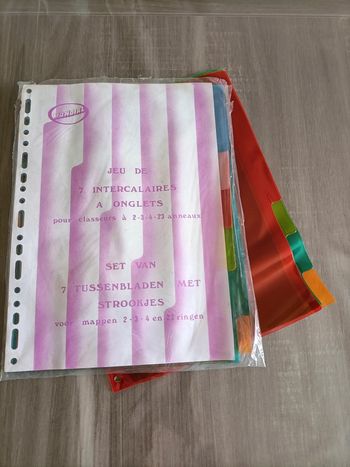 JEU DE
7 INTERCALAIRES
A ONGLETS
pour classeurs à 2-3-4-23 anneaux
SET VAN
7 TUSSENBLADEN MET
STROOKJES
voor mappen 2-3-4 en 23 ringen